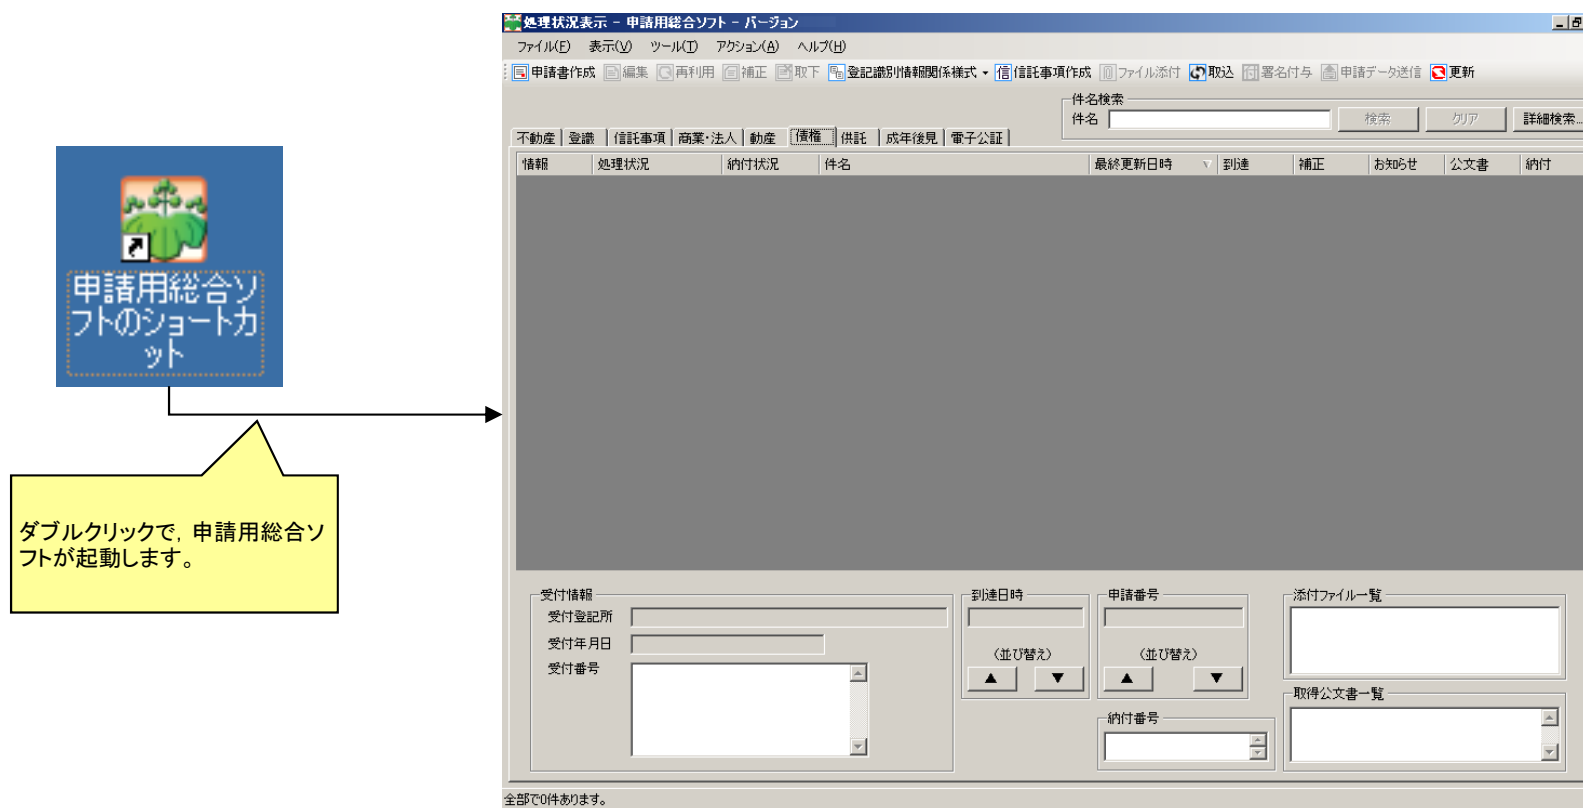 処理状況表示 - 申請用総合ソフト - バージョン
ファイル(F) 表示(V) ツール(T) アクション(A) ヘルプ(H)
申請書作成 編集 再利用 補正 取下 登記識別情報関係様式 信 信託事項作成 ファイル添付 取込 署名付与 申請データ送信 更新
件名検索
件名 検索 クリア 詳細検索...
不動産 登識 信託事項 商業・法人 動産 債権 供託 成年後見 電子公証
情報 処理状況 納付状況 件名 最終更新日時 到達 補正 お知らせ 公文書 納付
申請用総合ソ
フトのショートカ
ット
ダブルクリックで，申請用総合ソ
フトが起動します。
受付情報 到達日時 申請番号 添付ファイル一覧
受付登記所
受付年月日
受付番号
(並び替え) (並び替え)
▲ ▼ ▲ ▼
取得公文書一覧
納付番号
全部で0件あります。